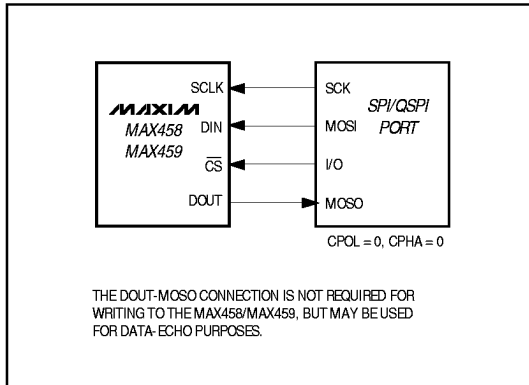 SCLK SCK
MAXIM SPI/QSPI
MAX458 DIN MOSI PORT
MAX459
CS I/O
DOUT MOSO
CPOL = 0, CPHA = 0
THE DOUT-MOSO CONNECTION IS NOT REQUIRED FOR
WRITING TO THE MAX458/MAX459, BUT MAY BE USED
FOR DATA-ECHO PURPOSES.